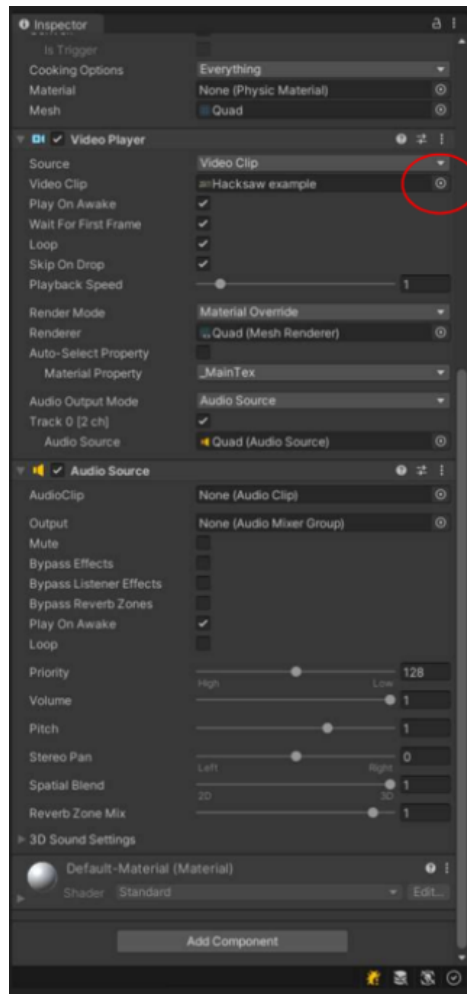 Inspector
Is Trigger
Cooking Options Everything
Material None (Physic Material)
Mesh Quad
Video Player
Source Video Clip
Video Clip Hacksaw example
Play On Awake
Wait For First Frame
Loop
Skip On Drop
Playback Speed 1
Render Mode Material Override
Renderer Quad (Mesh Renderer)
Auto-Select Property
Material Property _MainTex
Audio Output Mode Audio Source
Track 0 [2 ch]
Audio Source Quad (Audio Source)
Audio Source
AudioClip None (Audio Clip)
Output None (Audio Mixer Group)
Mute
Bypass Effects
Bypass Listener Effects
Bypass Reverb Zones
Play On Awake
Loop
Priority 128
High Low
Volume 1
Pitch 1
Stereo Pan 0
Left Right
Spatial Blend 1
2D 3D
Reverb Zone Mix 1
3D Sound Settings
Default-Material (Material)
Shader Standard Edit...
Add Component